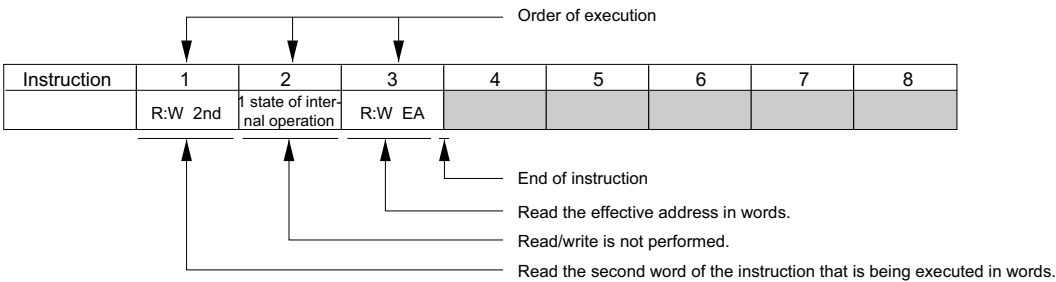 Order of execution
Instruction 1 2 3 4 5 6 7 8
R:W 2nd 1 state of inter- R:W EA
nal operation
End of instruction
Read the effective address in words.
Read/write is not performed.
Read the second word of the instruction that is being executed in words.